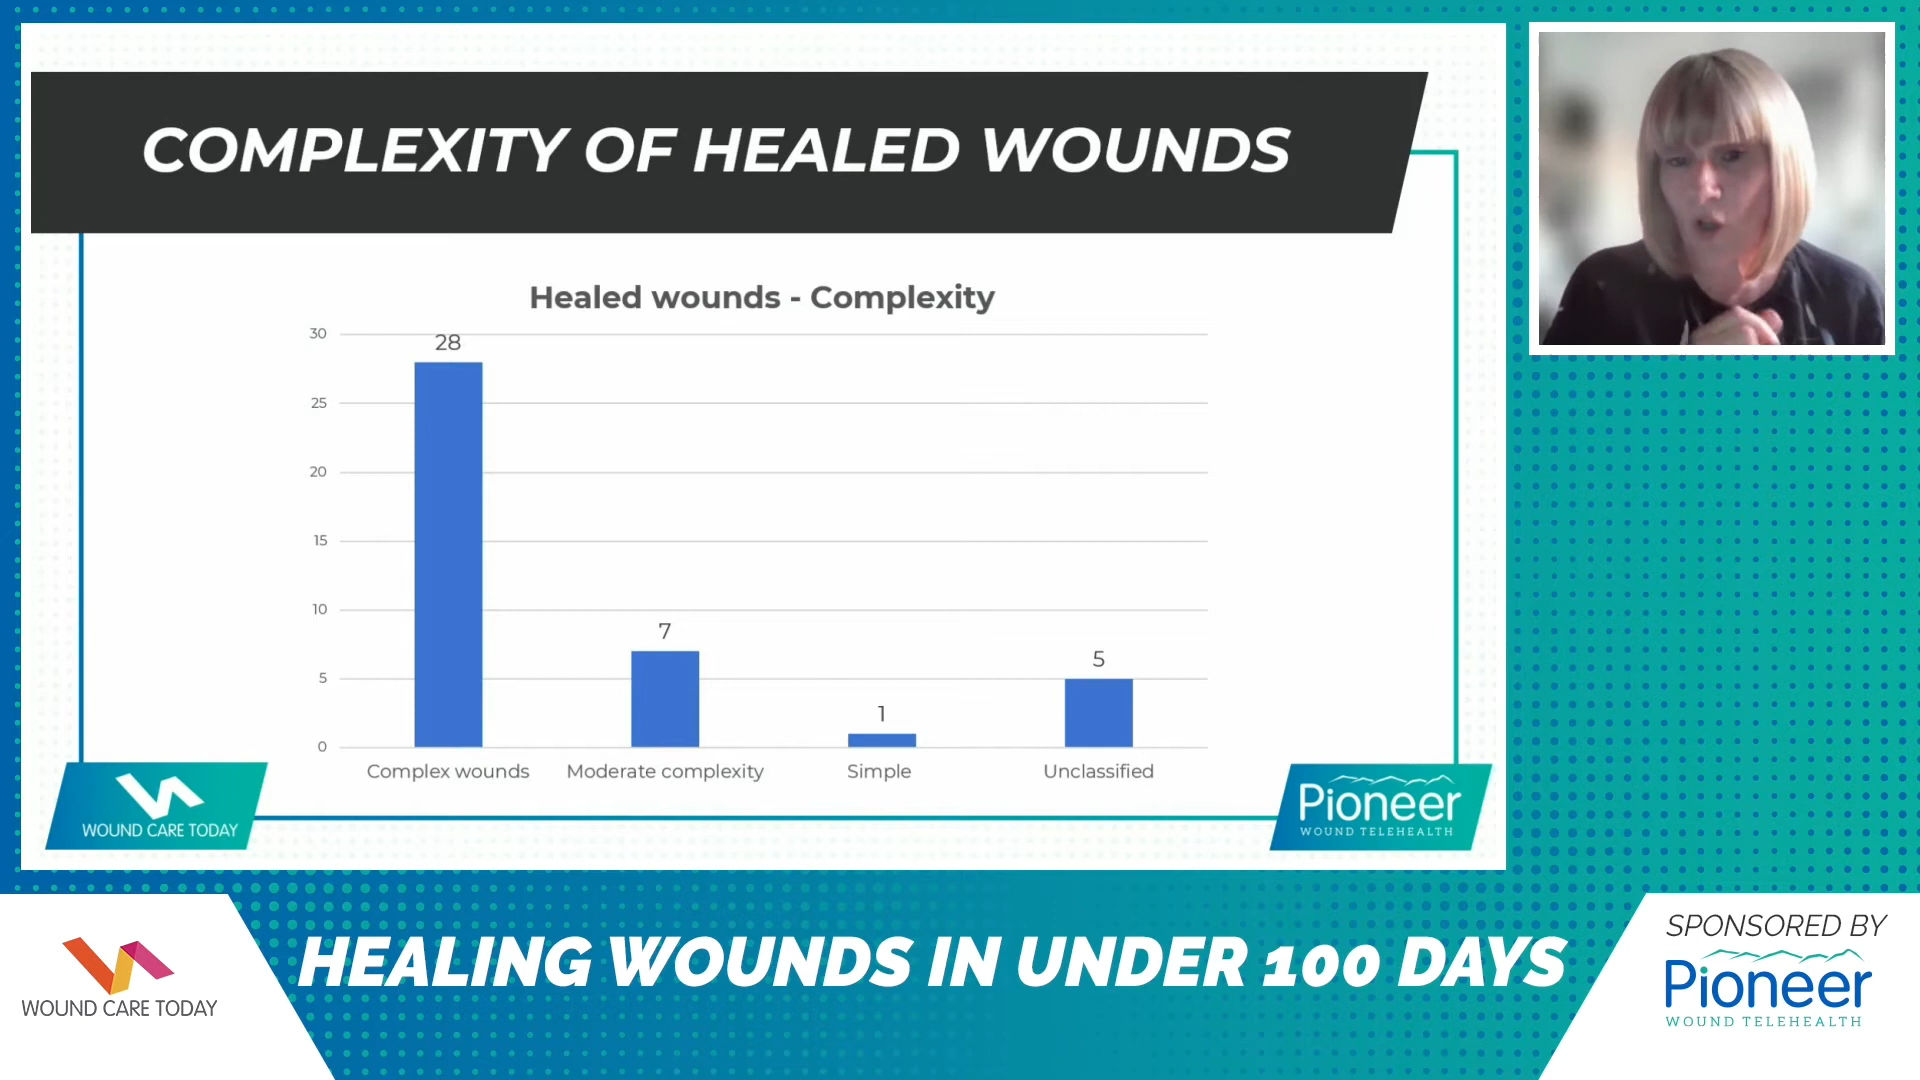 COMPLEXITY OF HEALED WOUNDS
Healed wounds - Complexity
30
25
20
15
10
5
0
28
7
1
5
Complex wounds
Moderate complexity
Simple
Unclassified
WOUND CARE TODAY
Pioneer
WOUND TELEHEALTH
WOUND CARE TODAY
HEALING WOUNDS IN UNDER 100 DAYS
SPONSORED BY
Pioneer
WOUND TELEHEALTH